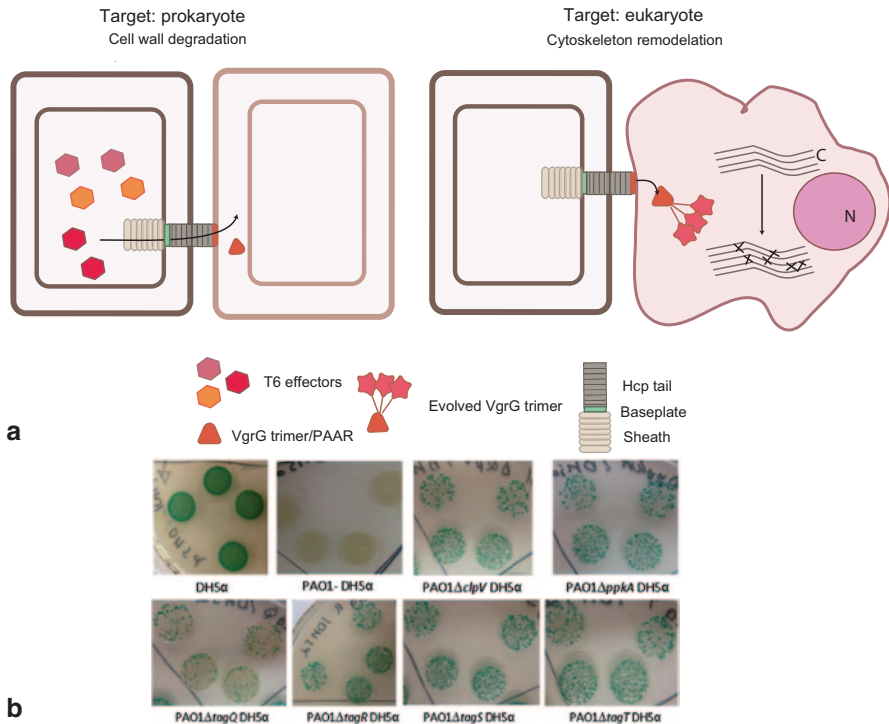 Target: prokaryote
Cell wall degradation
Target: eukaryote
Cytoskeleton remodelation
C
N
T6 effectors
VgrG trimer/PAAR
Evolved VgrG trimer
Hcp tail
Baseplate
Sheath
a
DH5α
PAO1- DH5α
PAO1ΔclpV DH5α
PAO1ΔppkA DH5α
PAO1ΔtagQ DH5α
PAO1ΔtagR DH5α
PAO1ΔtagS DH5α
PAO1ΔtagT DH5α
b